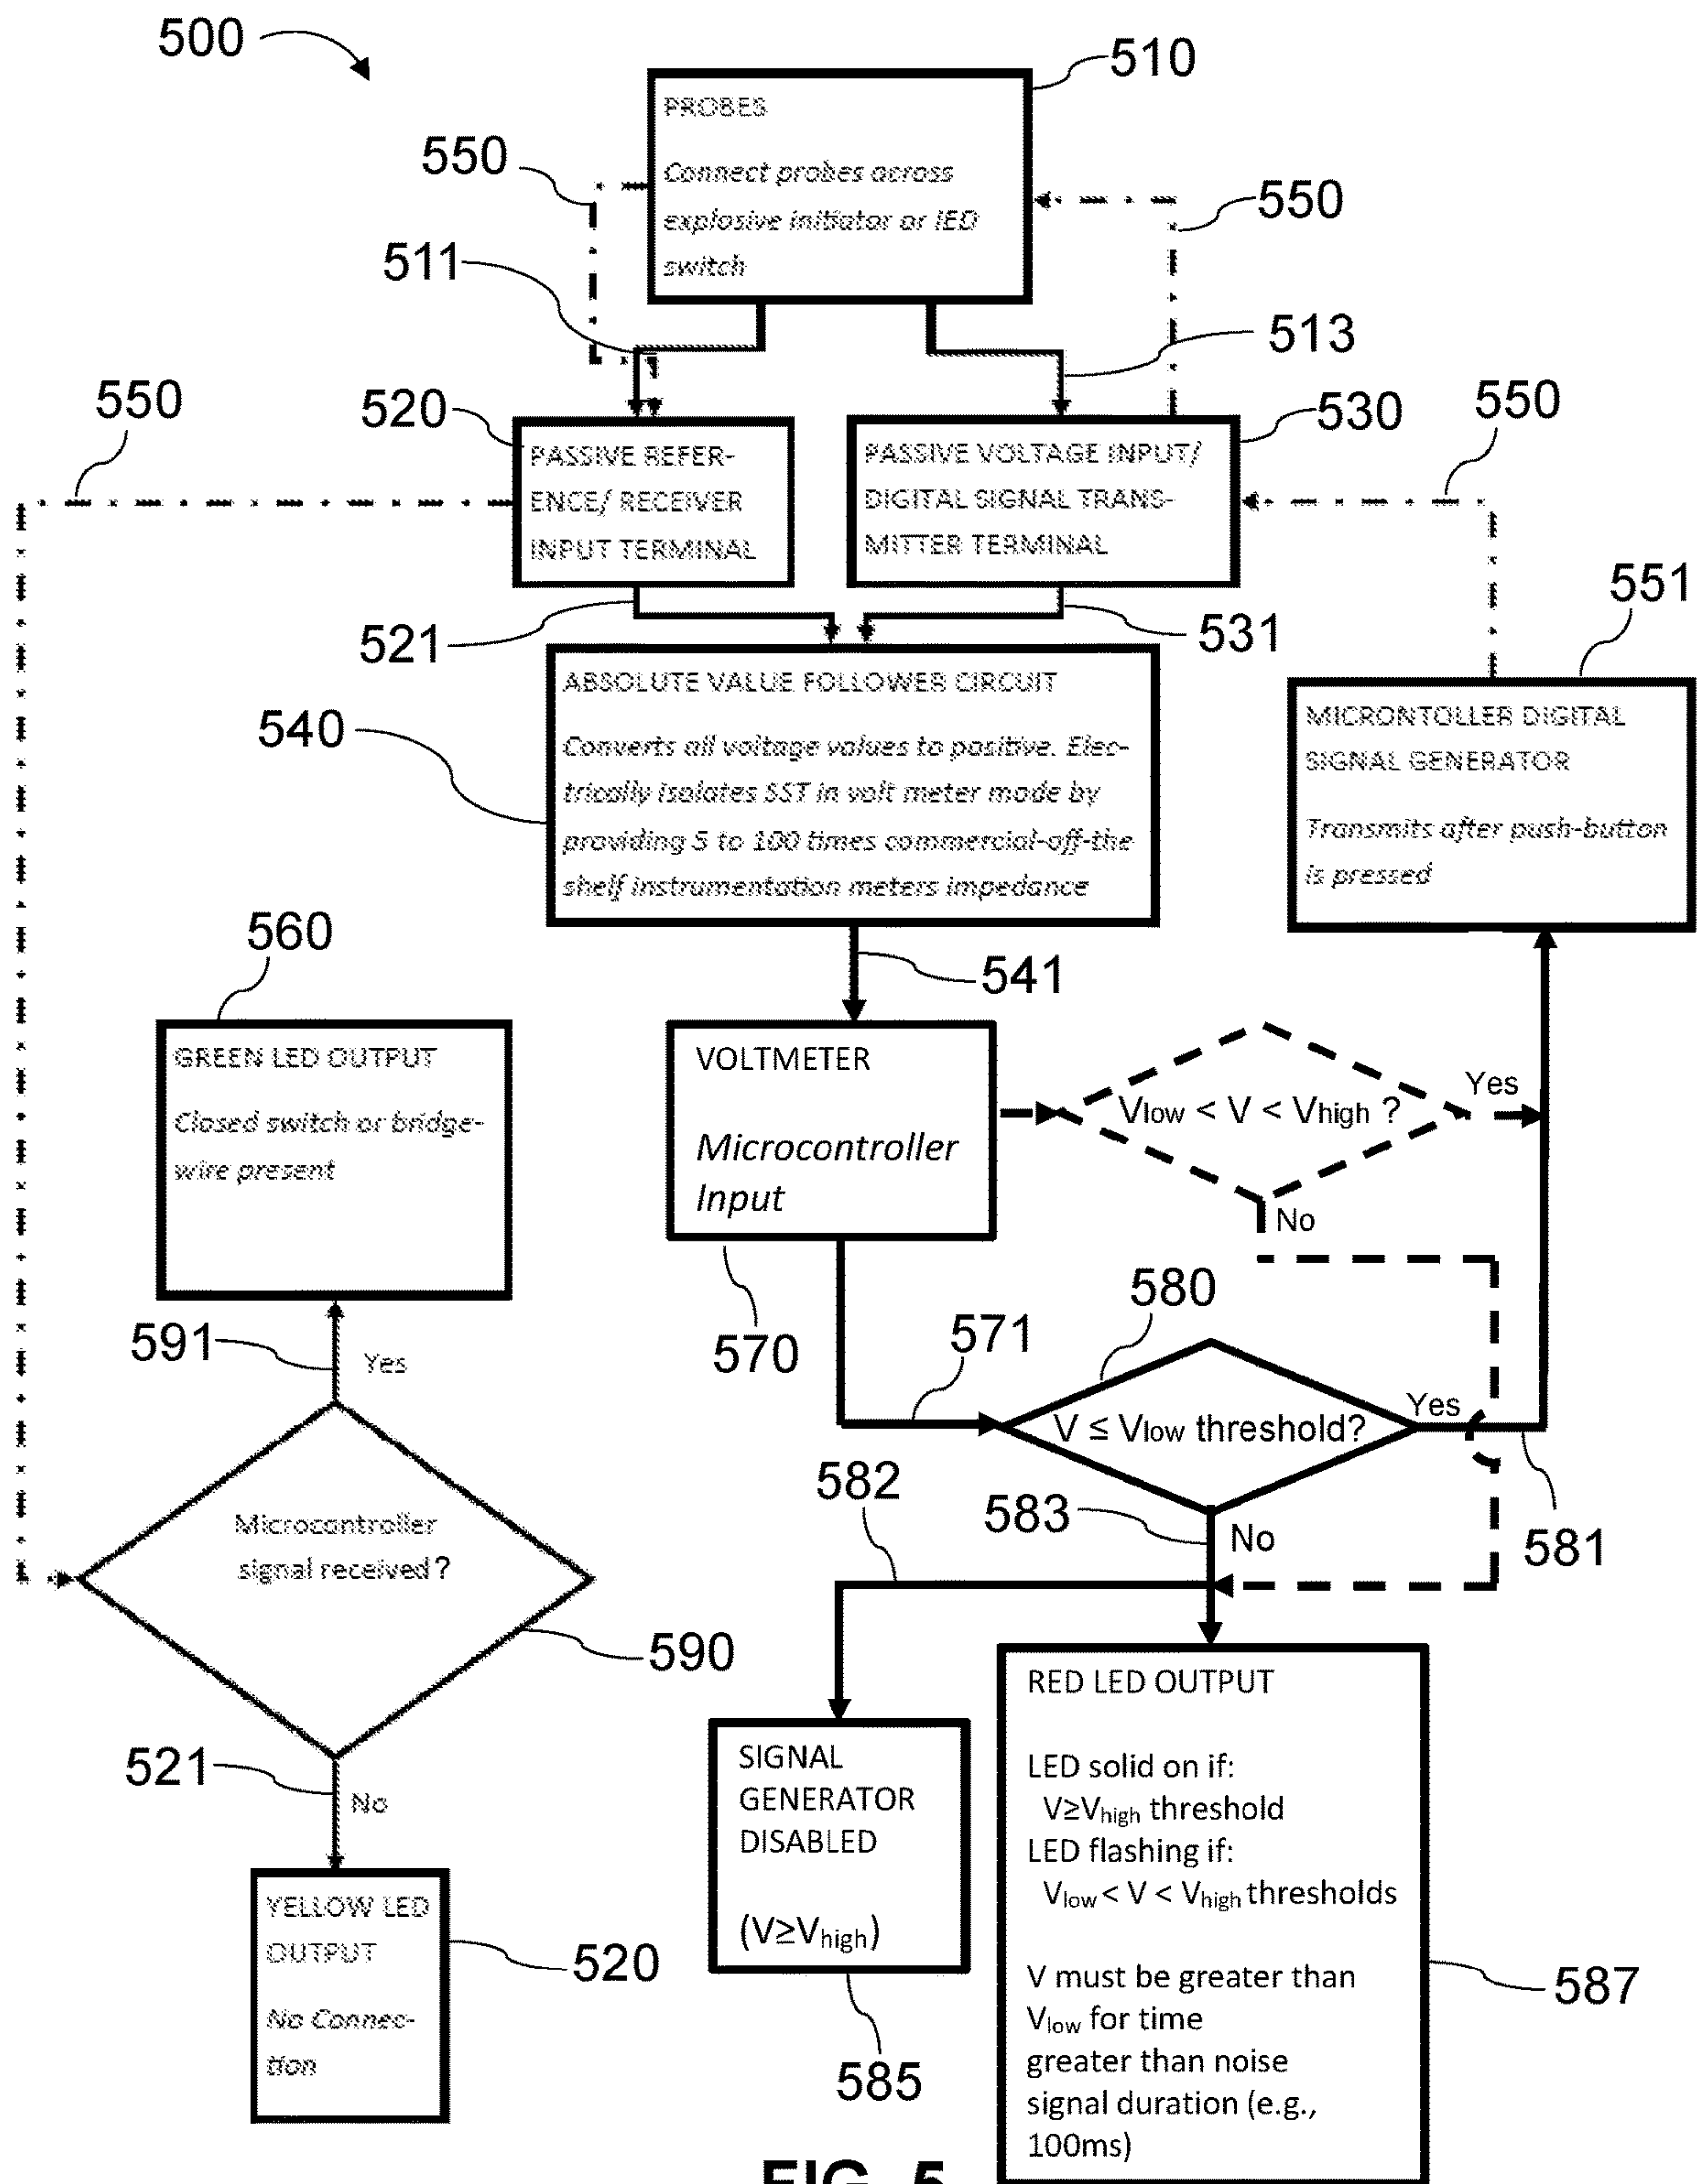 500
510
PROBES
Connect probes across
explosive initiator or IED
switch
550
550
511
513
550
520
530
550
PASSIVE REFER-
ENCE/ RECEIVER
INPUT TERMINAL
PASSIVE VOLTAGE INPUT/
DIGITAL SIGNAL TRANS-
MITTER TERMINAL
551
521
531
ABSOLUTE VALUE FOLLOWER CIRCUIT
Converts all voltage values to positive. Elec-
trically isolates SST in volt meter mode by
providing 5 to 100 times commercial-off-the
shelf instrumentation meters impedance
540
MICRONTOLLER DIGITAL
SIGNAL GENERATOR
Transmits after push-button
is pressed
560
541
GREEN LED OUTPUT
Closed switch or bridge-
wire present
VOLTMETER
Microcontroller
Input
Vlow < V < Vhigh ?
Yes
No
570
580
571
591
Yes
V ≤ Vlow threshold?
Yes
582
583
No
581
Microcontroller
signal received?
590
521
No
RED LED OUTPUT
LED solid on if:
V≥Vhigh threshold
LED flashing if:
Vlow < V < Vhigh thresholds
V must be greater than
Vlow for time
greater than noise
signal duration (e.g.,
100ms)
SIGNAL
GENERATOR
DISABLED
(V≥Vhigh)
YELLOW LED
OUTPUT
No Connec-
tion
520
587
585
FIG. 5